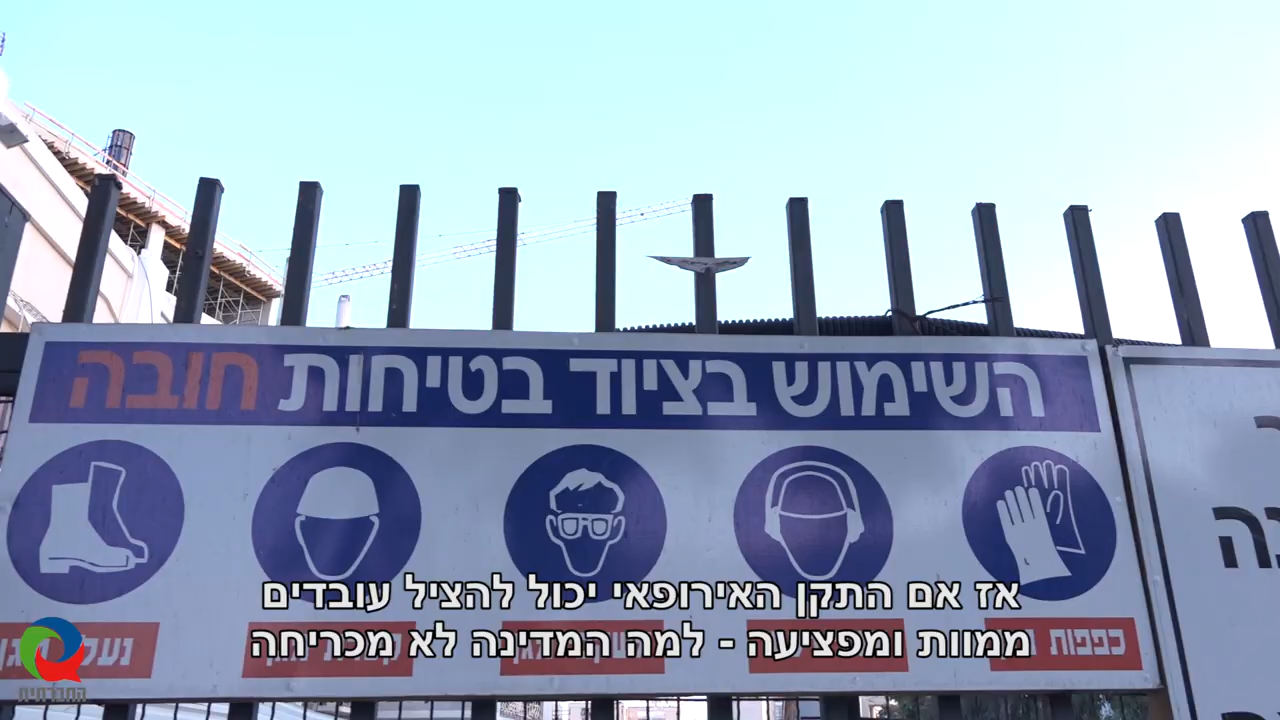 השימוש בציוד בטיחות חובה
אז אם התקן האירופאי יכול להציל עובדים
ממוות ומפציעה - למה המדינה לא מכריחה
כפפות